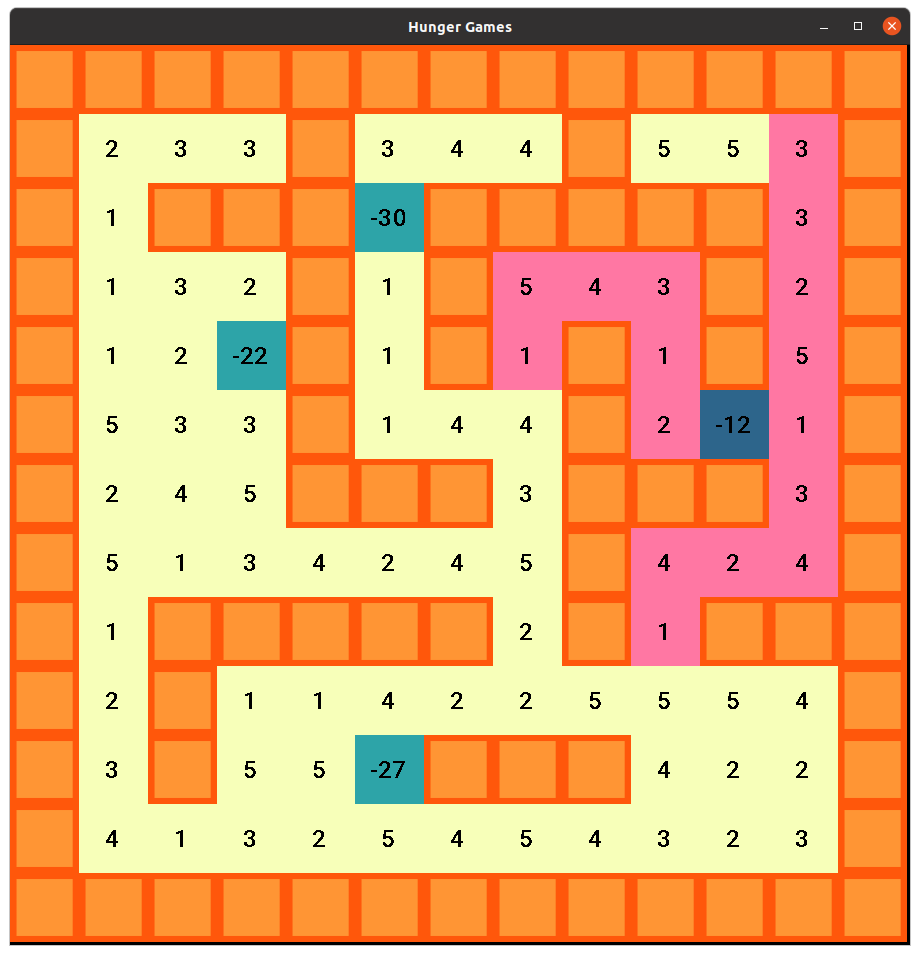 Hunger Games
2 3 3 3 4 4 5 5 3
1 -30 3
1 3 2 1 5 4 3 2
1 2 -22 1 1 1 5
5 3 3 1 4 4 2 -12 1
2 4 5 3 3
5 1 3 4 2 4 5 4 2 4
1 2 1
2 1 1 4 2 2 5 5 5 4
3 5 5 -27 4 2 2
4 1 3 2 5 4 5 4 3 2 3